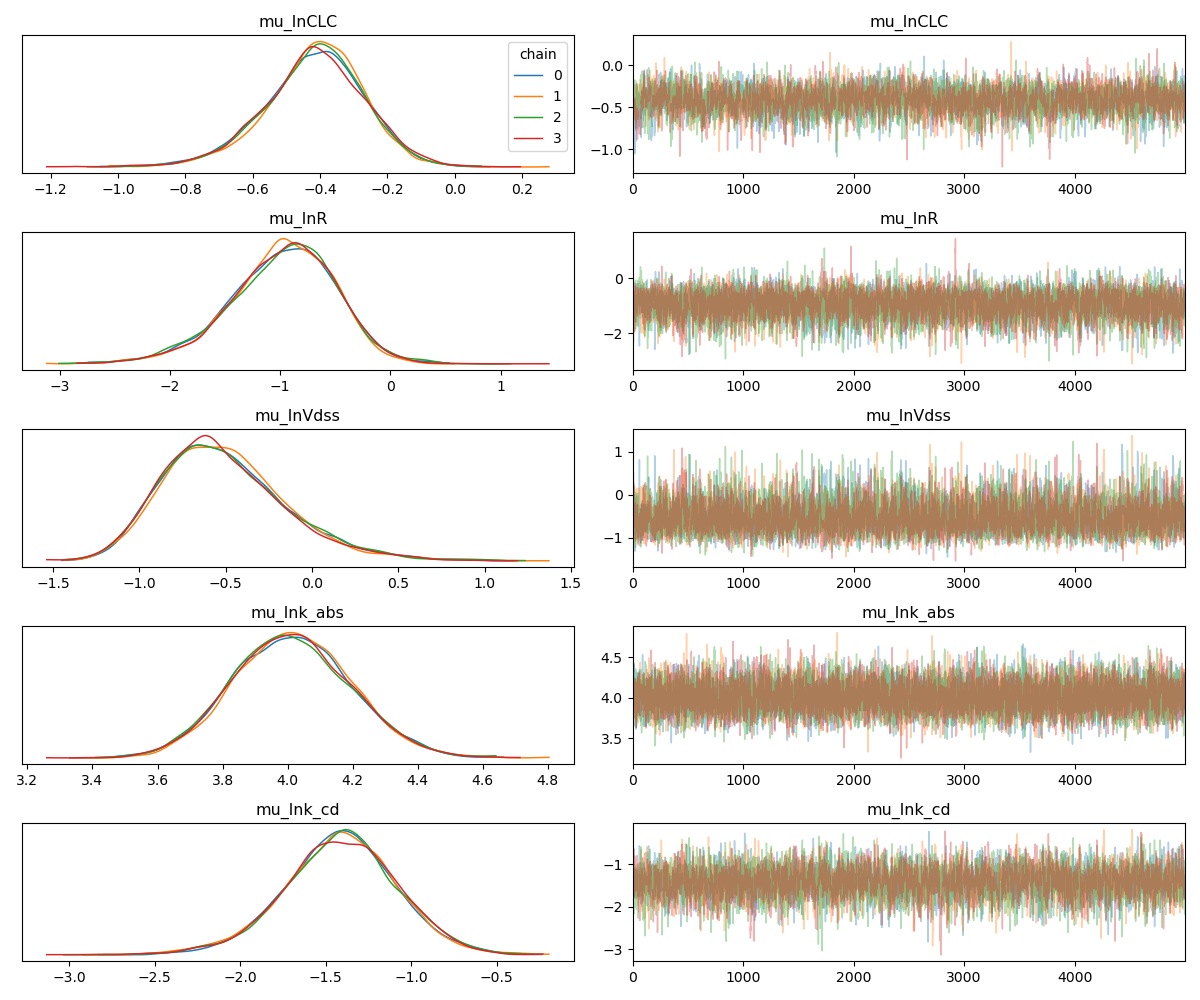 mu_lnCLC
mu_lnCLC
chain
0
1
2
3
0.0
−0.5
−1.0
−1.2 −1.0 −0.8 −0.6 −0.4 −0.2 0.0 0.2
0 1000 2000 3000 4000
mu_lnR
mu_lnR
0
−2
−3 −2 −1 0 1
0 1000 2000 3000 4000
mu_lnVdss
mu_lnVdss
1
0
−1
−1.5 −1.0 −0.5 0.0 0.5 1.0 1.5
0 1000 2000 3000 4000
mu_lnk_abs
mu_lnk_abs
4.5
4.0
3.5
3.2 3.4 3.6 3.8 4.0 4.2 4.4 4.6 4.8
0 1000 2000 3000 4000
mu_lnk_cd
mu_lnk_cd
−1
−2
−3
−3.0 −2.5 −2.0 −1.5 −1.0 −0.5
0 1000 2000 3000 4000